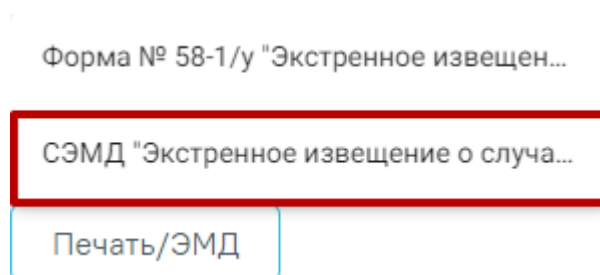 Форма № 58-1/у "Экстренное извещен...
СЭМД "Экстренное извещение о случа...
Печать/ЭМД